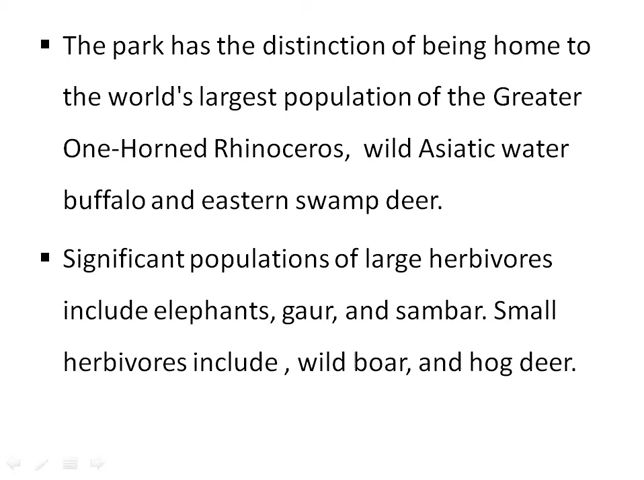 ▪ The park has the distinction of being home to
the world's largest population of the Greater
One-Horned Rhinoceros,  wild Asiatic water
buffalo and eastern swamp deer.
▪ Significant populations of large herbivores
include elephants, gaur, and sambar. Small
herbivores include , wild boar, and hog deer.